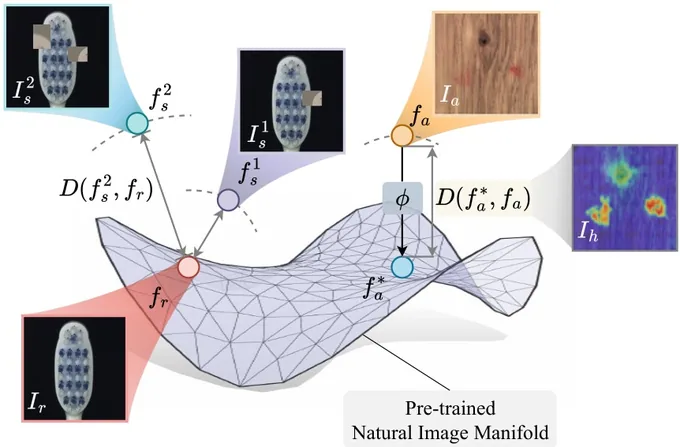 I_s^2
f_s^2
I_s^1
f_s^1
D(f_s^2, f_r)
f_r
I_r
I_a
f_a
ϕ
D(f_a^*, f_a)
f_a^*
I_h
Pre-trained
Natural Image Manifold